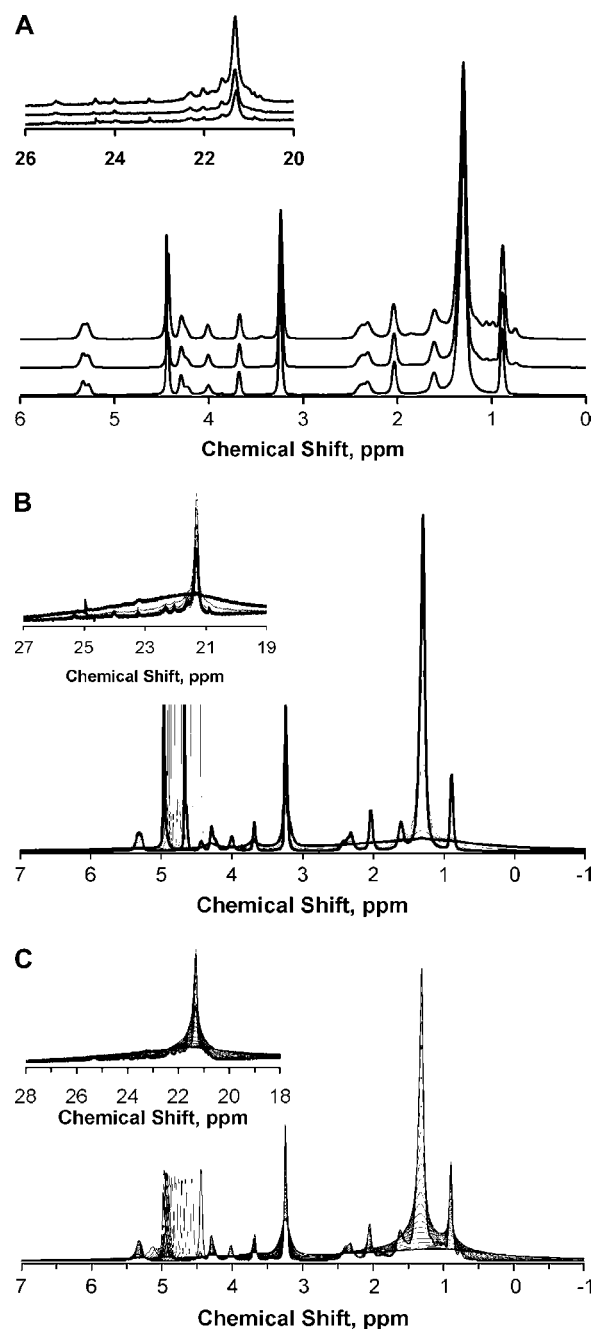 A
26 24 22 20
6 5 4 3 2 1 0
Chemical Shift, ppm
B
27 25 23 21 19
Chemical Shift, ppm
7 6 5 4 3 2 1 0 -1
Chemical Shift, ppm
C
28 26 24 22 20 18
Chemical Shift, ppm
7 6 5 4 3 2 1 0 -1
Chemical Shift, ppm